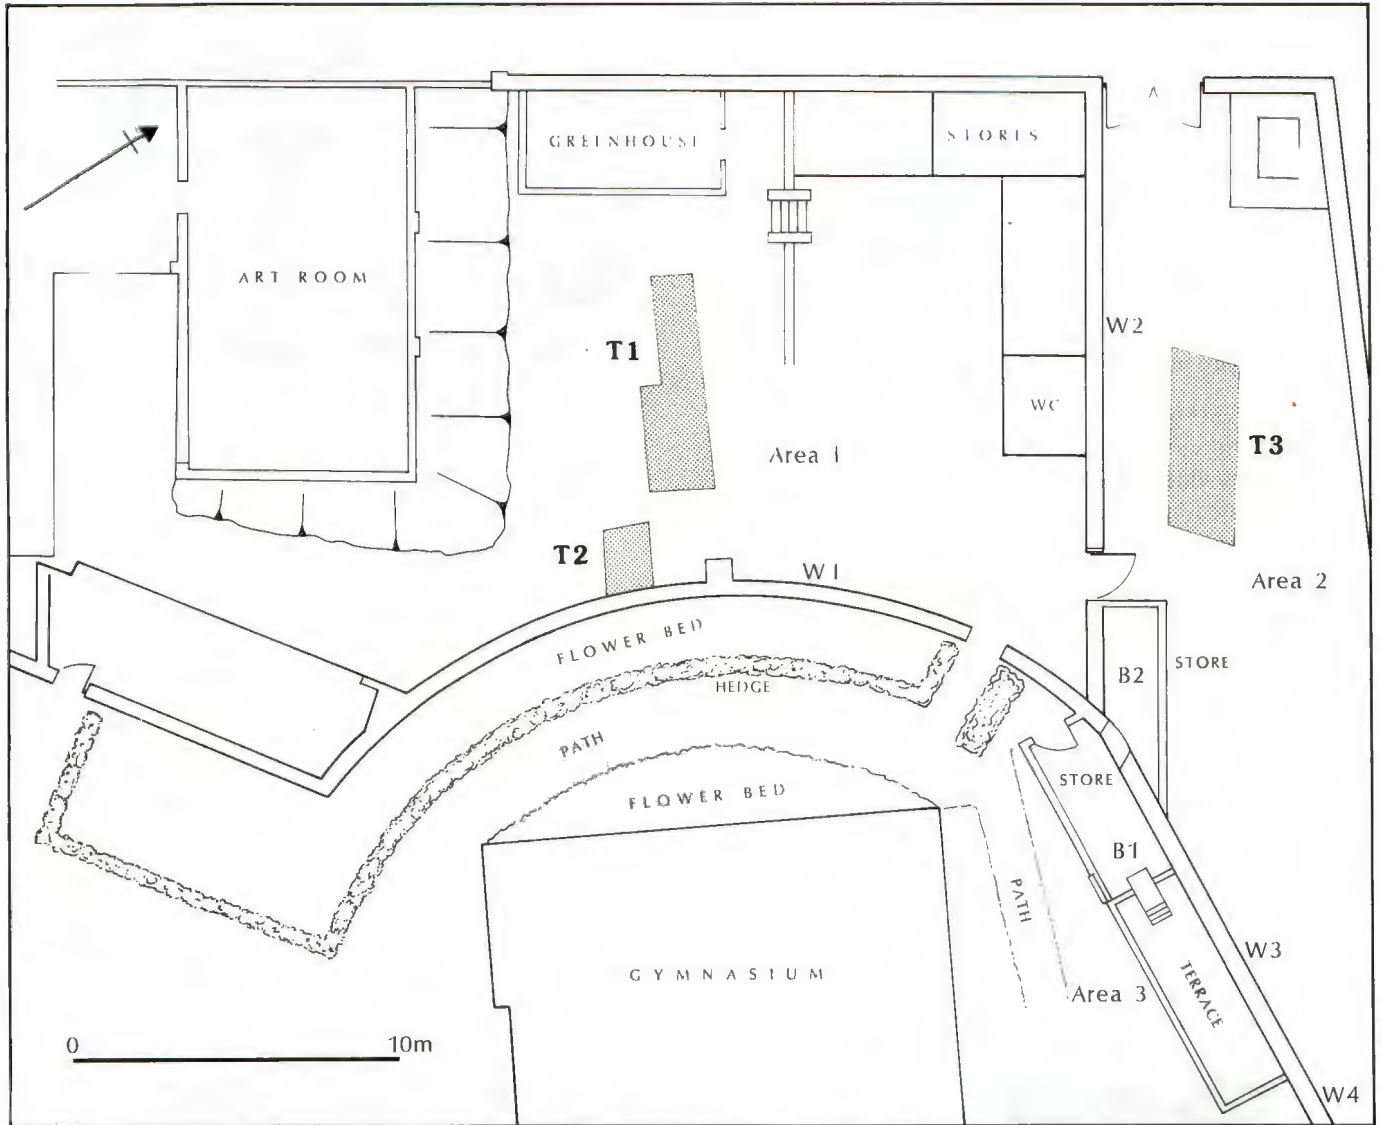 A
GREENHOUSE
STORES
ART ROOM
W2
T1
WC
T3
Area 1
T2
W1
Area 2
FLOWER BED
STORE
B2
HEDGE
PATH
STORE
FLOWER BED
B1
PATH
W3
GYMNASIUM
TERRACE
Area 3
0 10m
W4